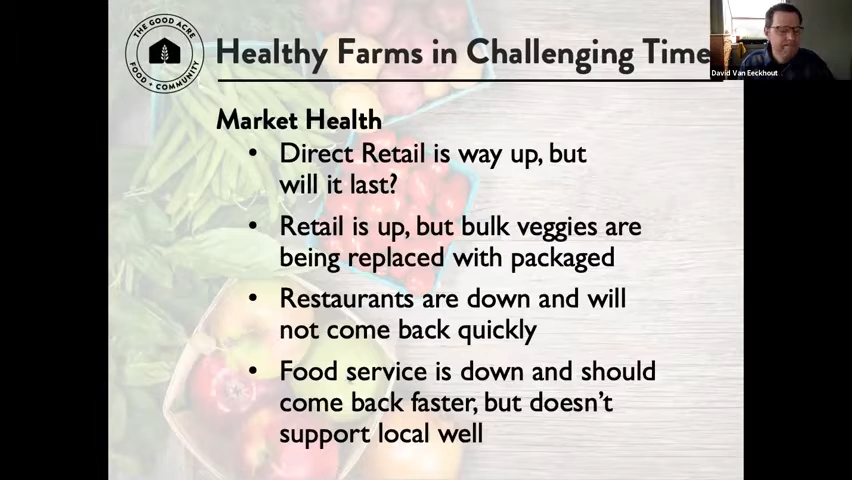 THE GOOD ACRE
FOOD + COMMUNITY
Healthy Farms in Challenging Time
David Van Eeckhout
Market Health
• Direct Retail is way up, but
will it last?
• Retail is up, but bulk veggies are
being replaced with packaged
• Restaurants are down and will
not come back quickly
• Food service is down and should
come back faster, but doesn't
support local well